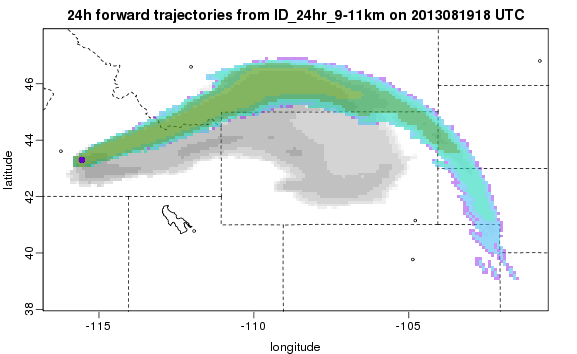 24h forward trajectories from ID_24hr_9-11km on 2013081918 UTC
latitude
46
44
42
40
38
-115
-110
-105
longitude